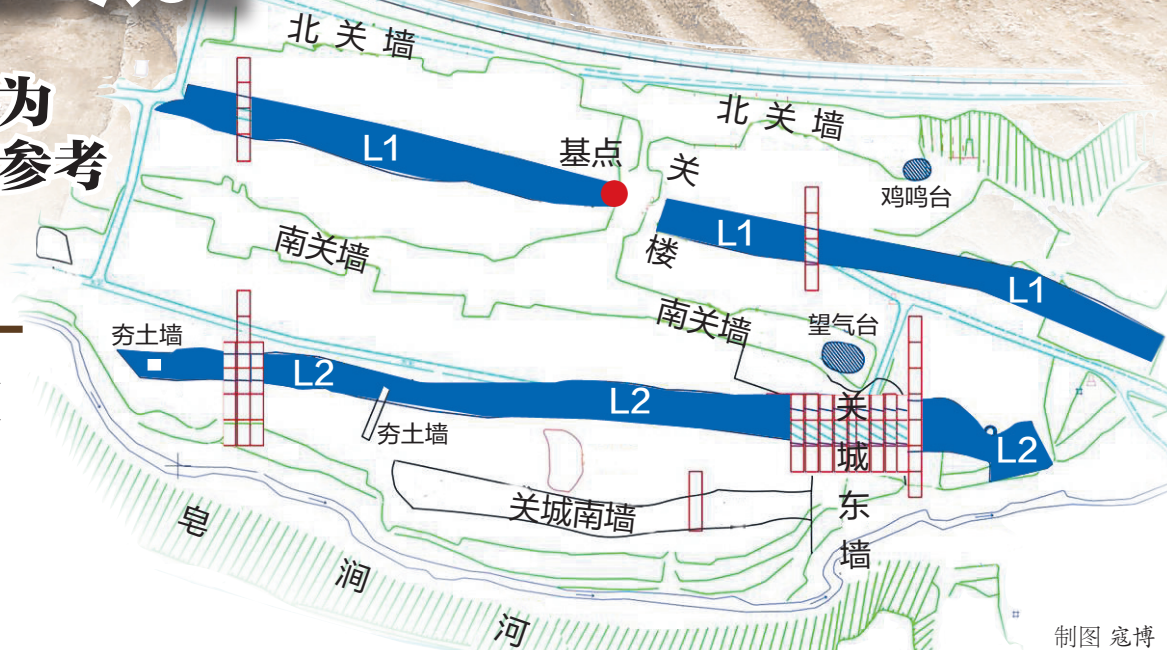 为
参考
北关墙
北关墙
L1
基点
关楼
鸡鸣台
L1
南关墙
L1
南关墙
望气台
夯土墙
L2
L2
夯土墙
关城东墙
L2
关城南墙
皂涧河
制图 寇博